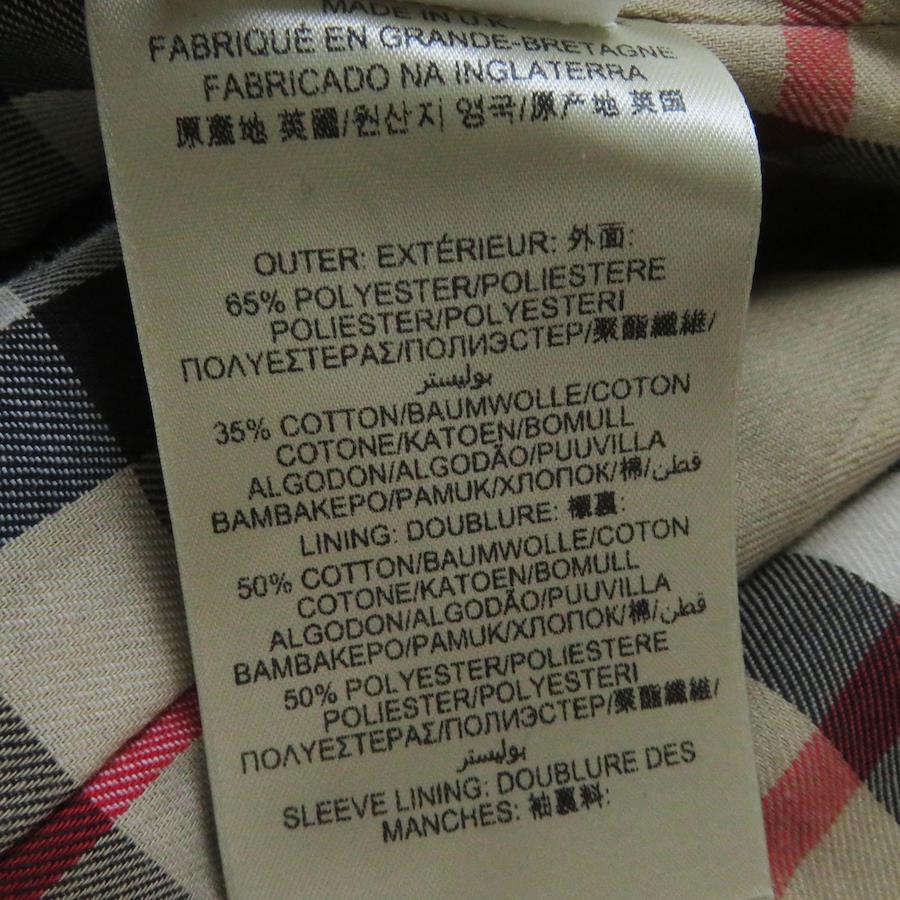 MADE IN U.K
FABRIQUÉ EN GRANDE-BRETAGNE
FABRICADO NA INGLATERRA
原產地 英國/원산지 영국/原产地 英国
OUTER: EXTÉRIEUR: 外面:
65% POLYESTER/POLIESTERE
POLIESTER/POLYESTERI
ΠΟΛΥΕΣΤΕΡΑΣ/ПОЛИЭСТЕР/聚酯纖維/
بوليستر
35% COTTON/BAUMWOLLE/COTON
COTONE/KATOEN/BOMULL
ALGODON/ALGODÃO/PUUVILLA
BAMBAKEPO/PAMUK/ХЛОПОК/棉/قطن
LINING: DOUBLURE: 襯裏:
50% COTTON/BAUMWOLLE/COTON
COTONE/KATOEN/BOMULL
ALGODON/ALGODÃO/PUUVILLA
BAMBAKEPO/PAMUK/ХЛОПОК/棉/قطن
50% POLYESTER/POLIESTERE
POLIESTER/POLYESTERI
ΠΟΛΥΕΣΤΕΡΑΣ/ПОЛИЭСТЕР/聚酯纖維/
بوليستر
SLEEVE LINING: DOUBLURE DES
MANCHES: 袖裏料: